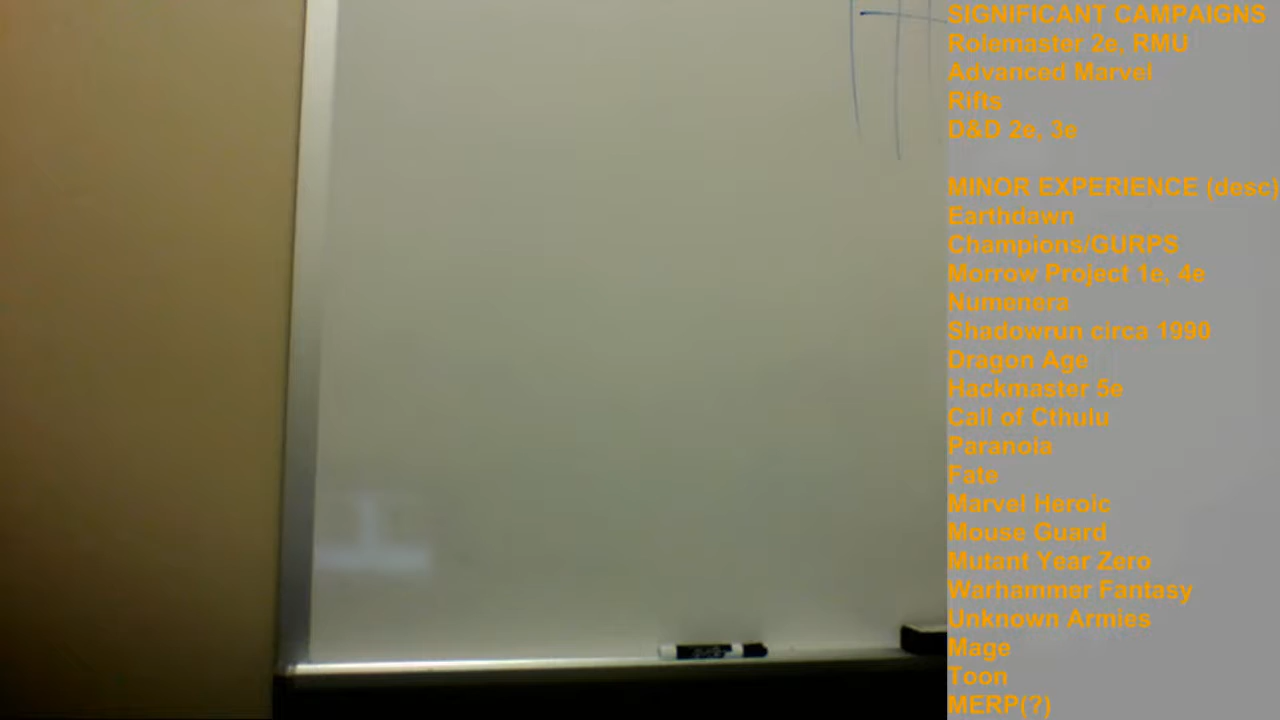 SIGNIFICANT CAMPAIGNS
Rolemaster 2e, RMU
Advanced Marvel
Rifts
D&D 2e, 3e
MINOR EXPERIENCE (desc)
Earthdawn
Champions/GURPS
Morrow Project 1e, 4e
Numenera
Shadowrun circa 1990
Dragon Age
Hackmaster 5e
Call of Cthulu
Paranoia
Fate
Marvel Heroic
Mouse Guard
Mutant Year Zero
Warhammer Fantasy
Unknown Armies
Mage
Toon
MERP(?)